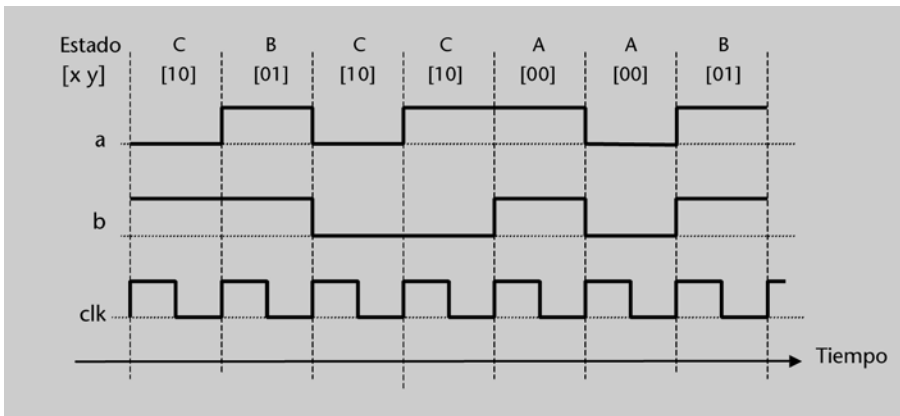 Estado C B C C A A B
[x y] [10] [01] [10] [10] [00] [00] [01]
a
b
clk
Tiempo